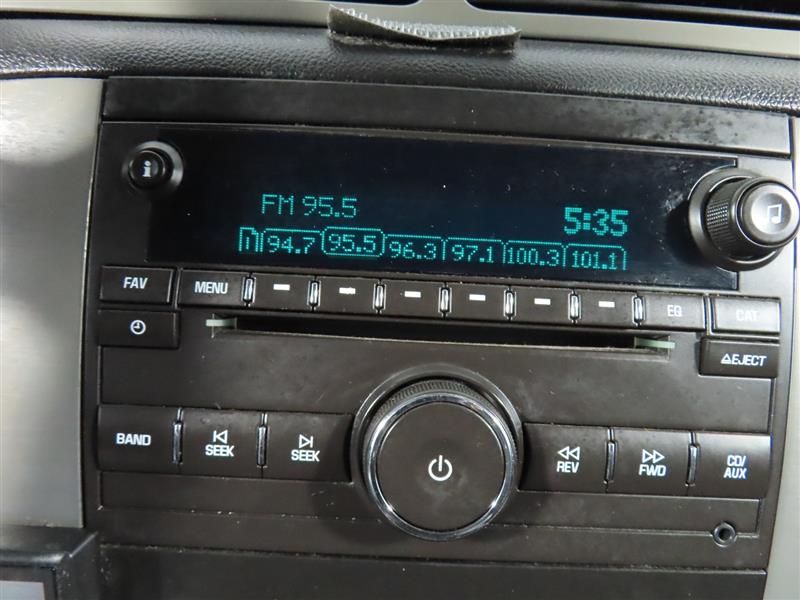 FM 95.5 5:35
1 94.7 95.5 96.3 97.1 100.3 101.1
FAV MENU EQ CAT
EJECT
BAND SEEK SEEK REV FWD CD/
AUX